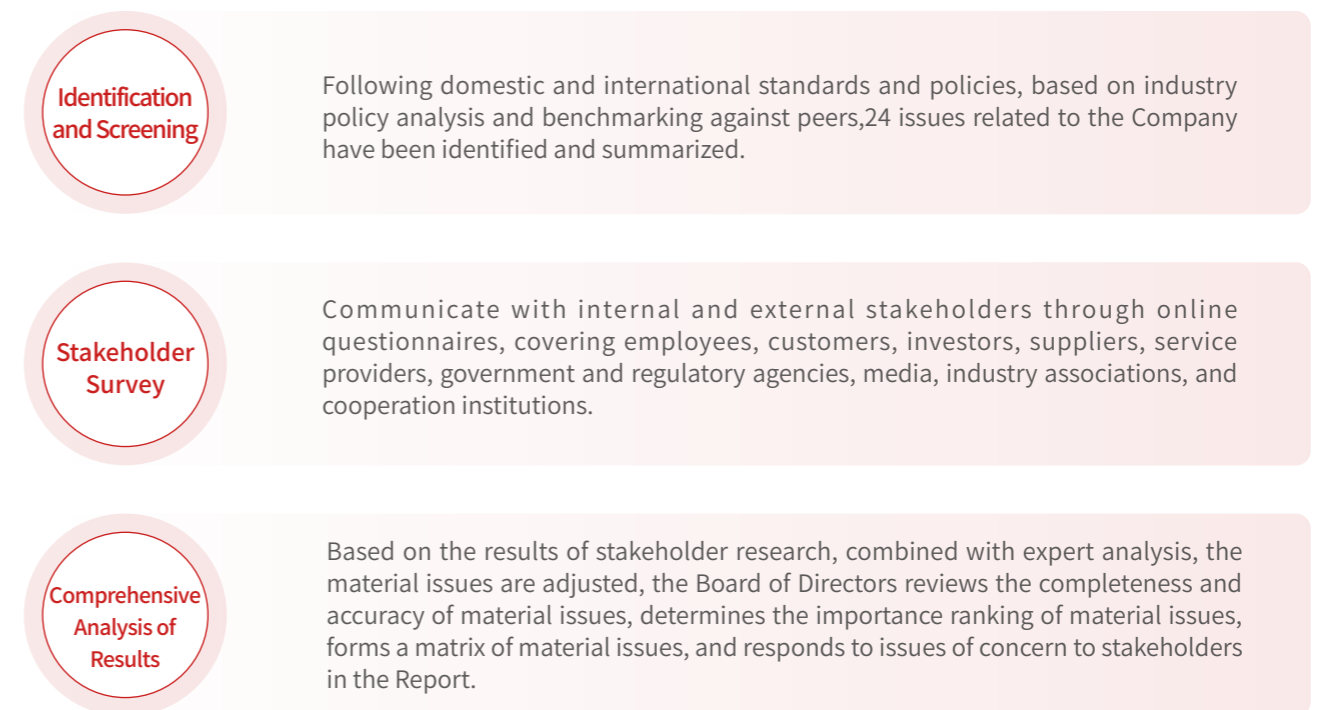 Identification
and Screening
Following domestic and international standards and policies, based on industry
policy analysis and benchmarking against peers,24 issues related to the Company
have been identified and summarized.
Stakeholder
Survey
Communicate with internal and external stakeholders through online
questionnaires, covering employees, customers, investors, suppliers, service
providers, government and regulatory agencies, media, industry associations, and
cooperation institutions.
Comprehensive
Analysis of
Results
Based on the results of stakeholder research, combined with expert analysis, the
material issues are adjusted, the Board of Directors reviews the completeness and
accuracy of material issues, determines the importance ranking of material issues,
forms a matrix of material issues, and responds to issues of concern to stakeholders
in the Report.